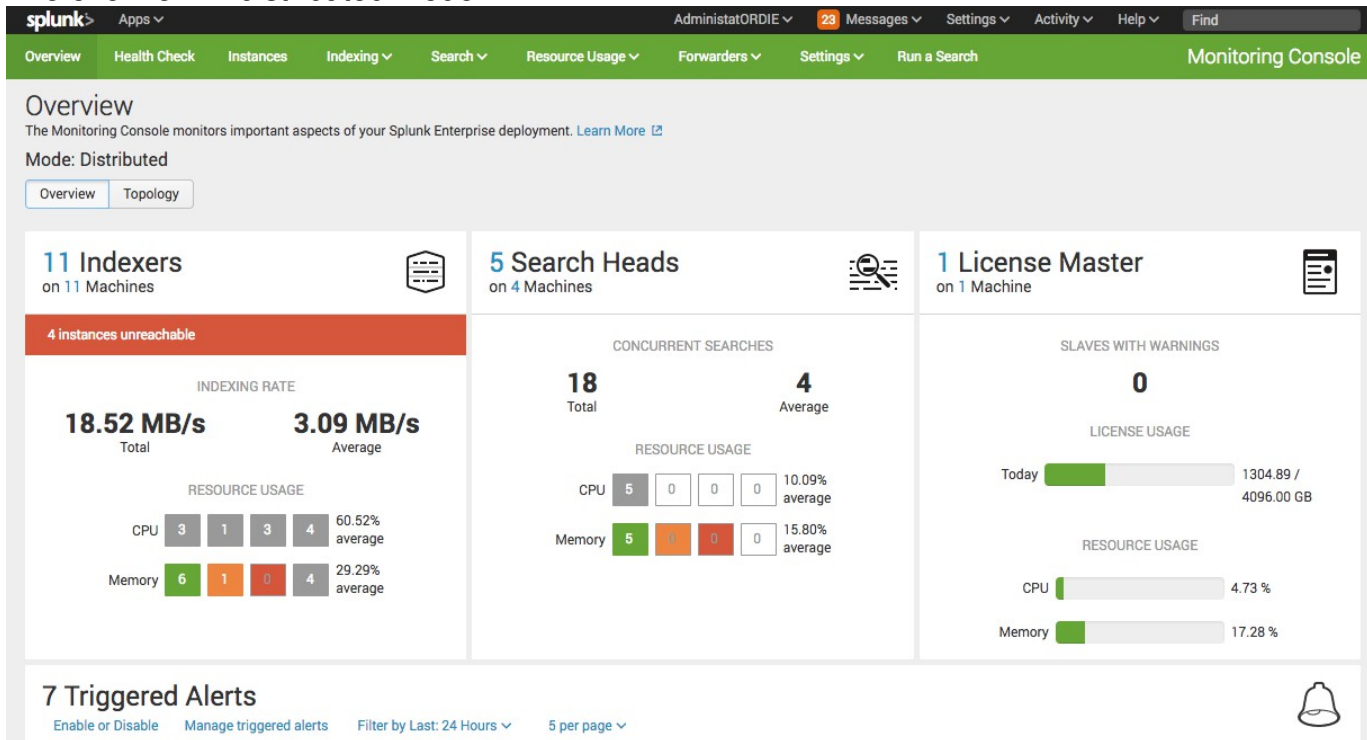 splunk> Apps AdministatORDIE 23 Messages Settings Activity Help Find
Overview Health Check Instances Indexing Search Resource Usage Forwarders Settings Run a Search Monitoring Console
Overview
The Monitoring Console monitors important aspects of your Splunk Enterprise deployment. Learn More
Mode: Distributed
Overview Topology
11 Indexers
on 11 Machines
4 instances unreachable
INDEXING RATE
18.52 MB/s 3.09 MB/s
Total Average
RESOURCE USAGE
CPU 3 1 3 4 60.52% average
Memory 6 1 0 4 29.29% average
5 Search Heads
on 4 Machines
CONCURRENT SEARCHES
18 4
Total Average
RESOURCE USAGE
CPU 5 0 0 0 10.09% average
Memory 5 0 0 0 15.80% average
1 License Master
on 1 Machine
SLAVES WITH WARNINGS
0
LICENSE USAGE
Today 1304.89 /
4096.00 GB
RESOURCE USAGE
CPU 4.73 %
Memory 17.28 %
7 Triggered Alerts
Enable or Disable Manage triggered alerts Filter by Last: 24 Hours 5 per page